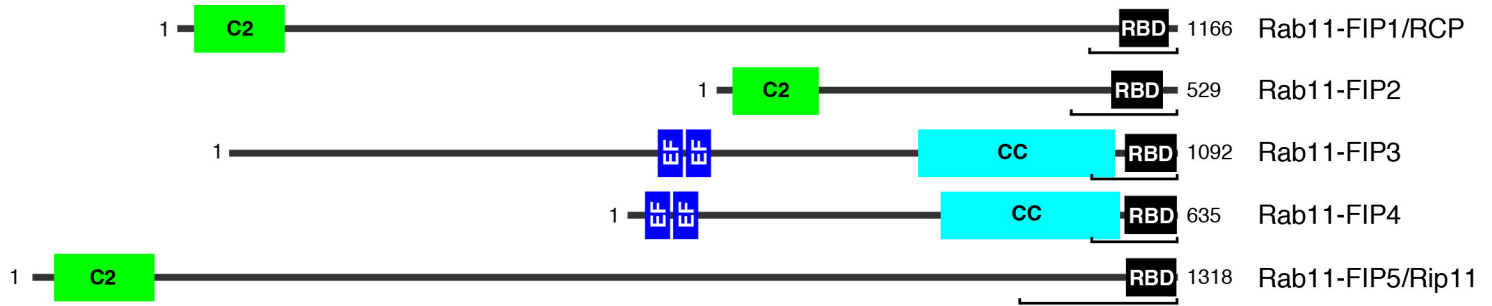 1 C2 RBD 1166 Rab11-FIP1/RCP
1 C2 RBD 529 Rab11-FIP2
1 EF EF CC RBD 1092 Rab11-FIP3
1 EF EF CC RBD 635 Rab11-FIP4
1 C2 RBD 1318 Rab11-FIP5/Rip11